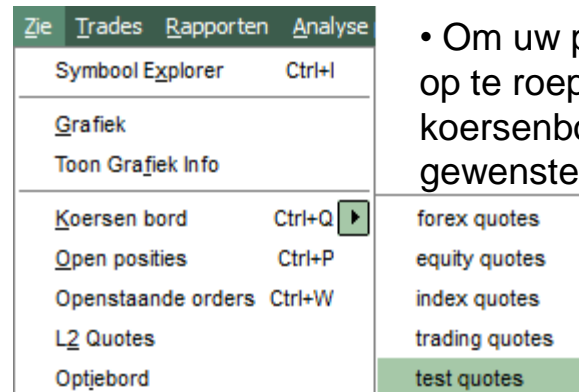 Zie Trades Rapporten Analyse
Symbool Explorer Ctrl+I
Grafiek
Toon Grafiek Info
Koersen bord Ctrl+Q
Open posities Ctrl+P
Openstaande orders Ctrl+W
L2 Quotes
Optiebord
• Om uw
op te
gewenste
forex quotes
equity quotes
index quotes
trading quotes
test quotes